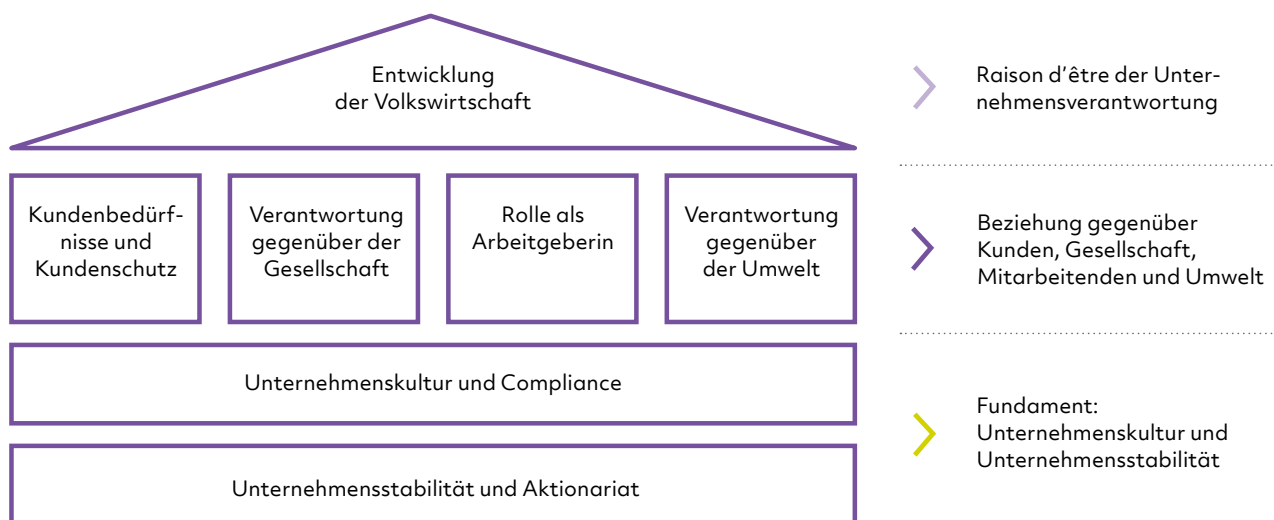 Entwicklung
der Volkswirtschaft
Raison d’être der Unter-
nehmensverantwortung
Kundenbedürf-
nisse und
Kundenschutz
Verantwortung
gegenüber der
Gesellschaft
Rolle als
Arbeitgeberin
Verantwortung
gegenüber
der Umwelt
Beziehung gegenüber
Kunden, Gesellschaft,
Mitarbeitenden und Umwelt
Unternehmenskultur und Compliance
Unternehmensstabilität und Aktionariat
Fundament:
Unternehmenskultur und
Unternehmensstabilität